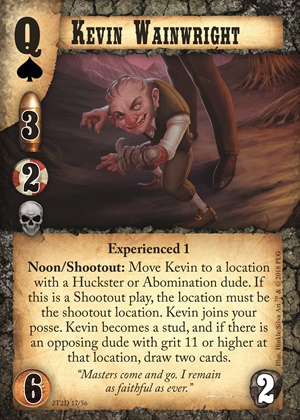 Q
KEVIN WAINWRIGHT
3
2
Experienced 1
Noon/Shootout: Move Kevin to a location
with a Huckster or Abomination dude. If
this is a Shootout play, the location must be
the shootout location. Kevin joins your
posse. Kevin becomes a stud, and if there is
an opposing dude with grit 11 or higher at
that location, draw two cards.
"Masters come and go. I remain
as faithful as ever."
6
2T2D 17/56
2